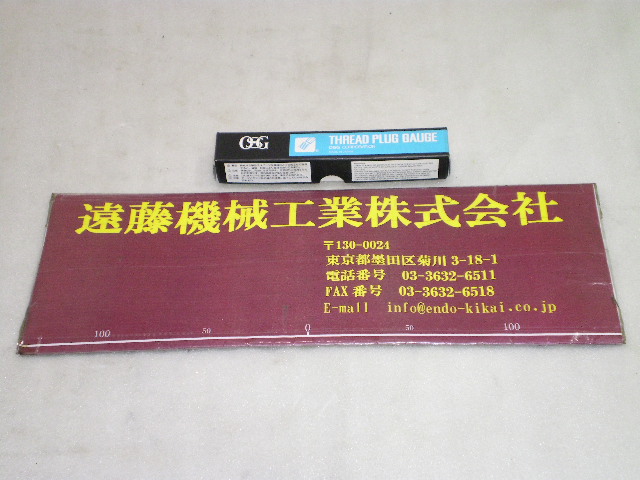 OSG
THREAD PLUG GAUGE
遠藤機械工業株式会社
〒130-0024
東京都墨田区菊川 3-18-1
電話番号 03-3632-6511
FAX 番号 03-3632-6518
E-mail info@endo-kikai.co.jp
100 50 0 50 100